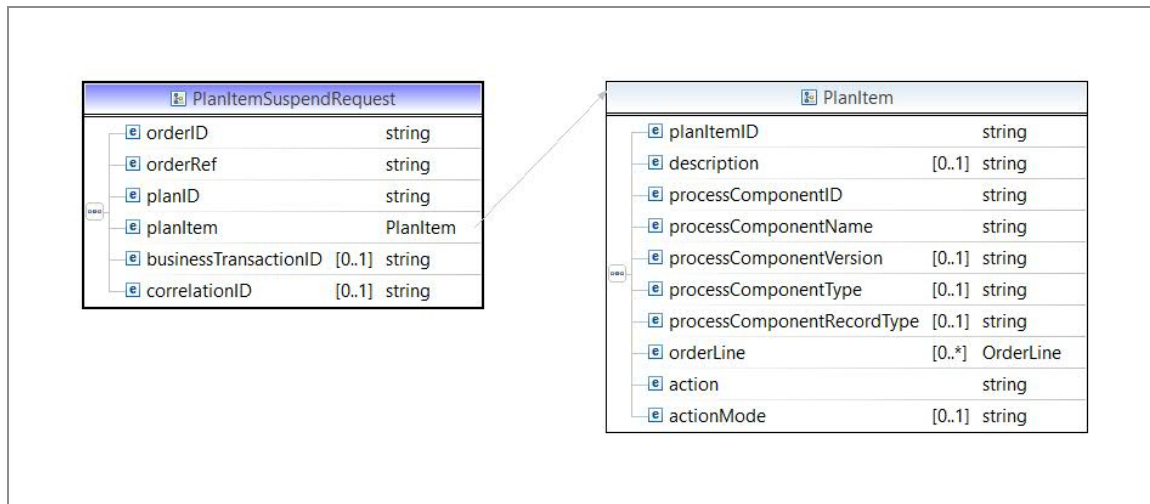 PlanItemSuspendRequest
e orderID string
e orderRef string
e planID string
e planItem PlanItem
e businessTransactionID [0..1] string
e correlationID [0..1] string
PlanItem
e planItemID string
e description [0..1] string
e processComponentID string
e processComponentName string
e processComponentVersion [0..1] string
e processComponentType [0..1] string
e processComponentRecordType [0..1] string
e orderLine [0..*] OrderLine
e action string
e actionMode [0..1] string